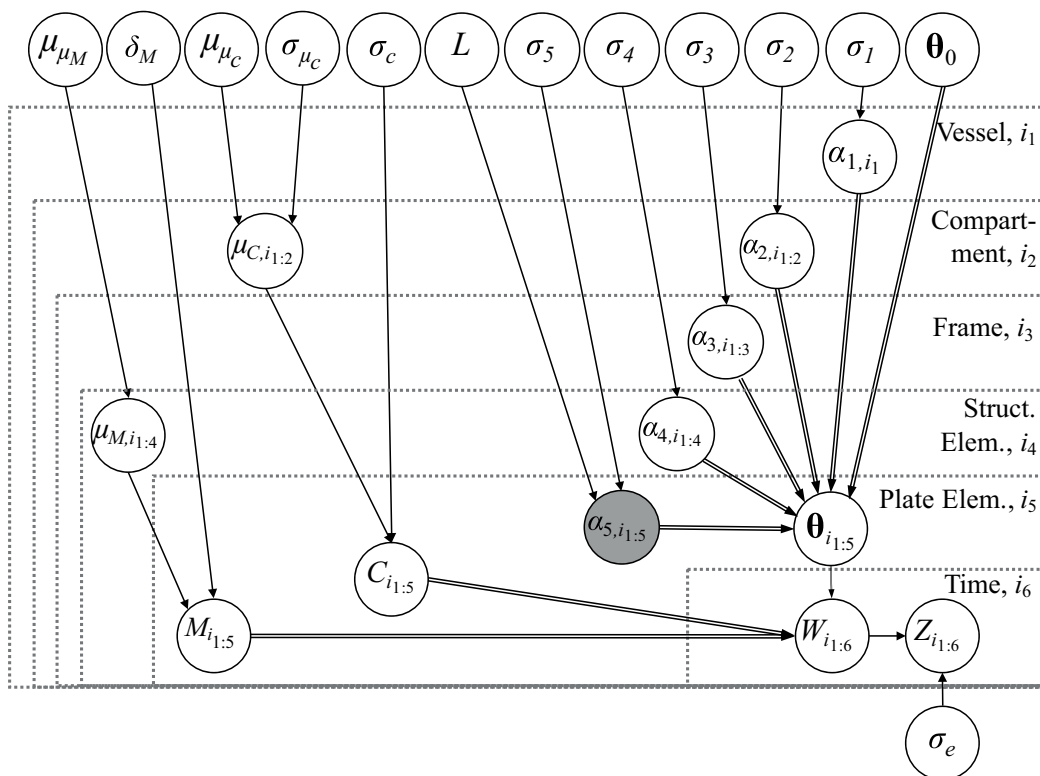 μ_{μ_M} δ_M μ_{μ_C} σ_{μ_C} σ_c L σ_5 σ_4 σ_3 σ_2 σ_1 θ_0
Vessel, i_1
α_{1,i_1}
Compart-
ment, i_2
μ_{C,i_{1:2}} α_{2,i_{1:2}}
Frame, i_3
α_{3,i_{1:3}}
Struct.
Elem., i_4
μ_{M,i_{1:4}} α_{4,i_{1:4}}
Plate Elem., i_5
α_{5,i_{1:5}} θ_{i_{1:5}}
C_{i_{1:5}} Time, i_6
M_{i_{1:5}} W_{i_{1:6}} Z_{i_{1:6}}
σ_e